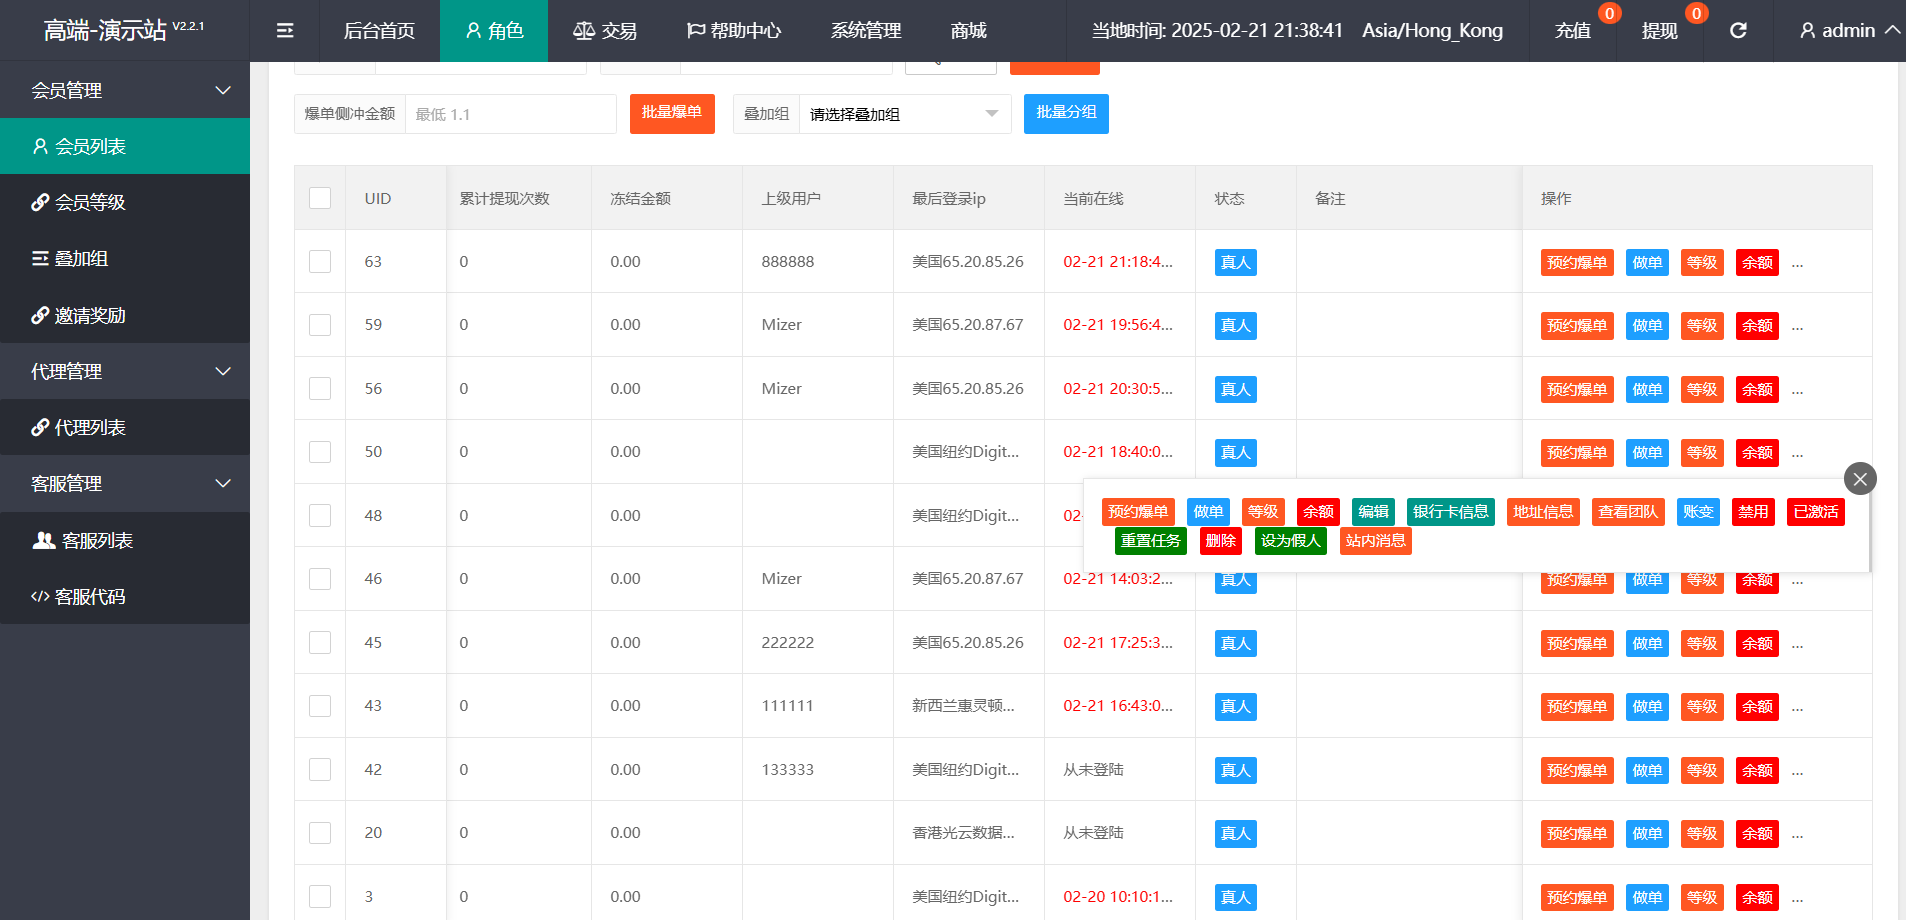 高端-演示站 V2.2.1
后台首页 角色 交易 帮助中心 系统管理 商城 当地时间: 2025-02-21 21:38:41 Asia/Hong_Kong 充值 0 提现 0 admin
会员管理
会员列表
会员等级
叠加组
邀请奖励
代理管理
代理列表
客服管理
客服列表
客服代码
爆单侧冲金额 最低 1.1 批量爆单 叠加组 请选择叠加组 批量分组
UID 累计提现次数 冻结金额 上级用户 最后登录ip 当前在线 状态 备注 操作
63 0 0.00 888888 美国65.20.85.26 02-21 21:18:4... 真人 预约爆单 做单 等级 余额 ...
59 0 0.00 Mizer 美国65.20.87.67 02-21 19:56:4... 真人 预约爆单 做单 等级 余额 ...
56 0 0.00 Mizer 美国65.20.85.26 02-21 20:30:5... 真人 预约爆单 做单 等级 余额 ...
50 0 0.00 美国纽约Digit... 02-21 18:40:0... 真人 预约爆单 做单 等级 余额 ...
48 0 0.00 美国纽约Digit... 02-
预约爆单 做单 等级 余额 编辑 银行卡信息 地址信息 查看团队 账变 禁用 已激活
重置任务 删除 设为假人 站内消息
46 0 0.00 Mizer 美国65.20.87.67 02-21 14:03:2... 真人 预约爆单 做单 等级 余额 ...
45 0 0.00 222222 美国65.20.85.26 02-21 17:25:3... 真人 预约爆单 做单 等级 余额 ...
43 0 0.00 111111 新西兰惠灵顿... 02-21 16:43:0... 真人 预约爆单 做单 等级 余额 ...
42 0 0.00 133333 美国纽约Digit... 从未登陆 真人 预约爆单 做单 等级 余额 ...
20 0 0.00 香港光云数据... 从未登陆 真人 预约爆单 做单 等级 余额 ...
3 0 0.00 美国纽约Digit... 02-20 10:10:1... 真人 预约爆单 做单 等级 余额 ...